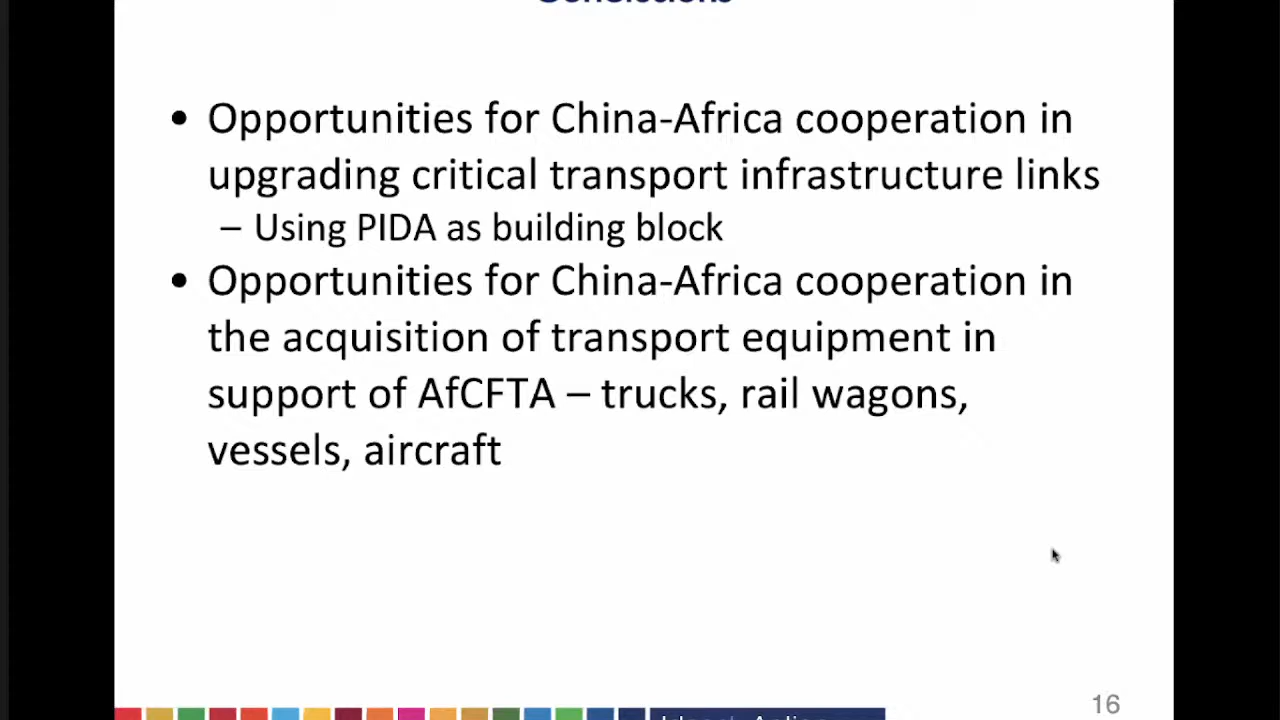 Conclusions
• Opportunities for China-Africa cooperation in
upgrading critical transport infrastructure links
– Using PIDA as building block
• Opportunities for China-Africa cooperation in
the acquisition of transport equipment in
support of AfCFTA – trucks, rail wagons,
vessels, aircraft
16